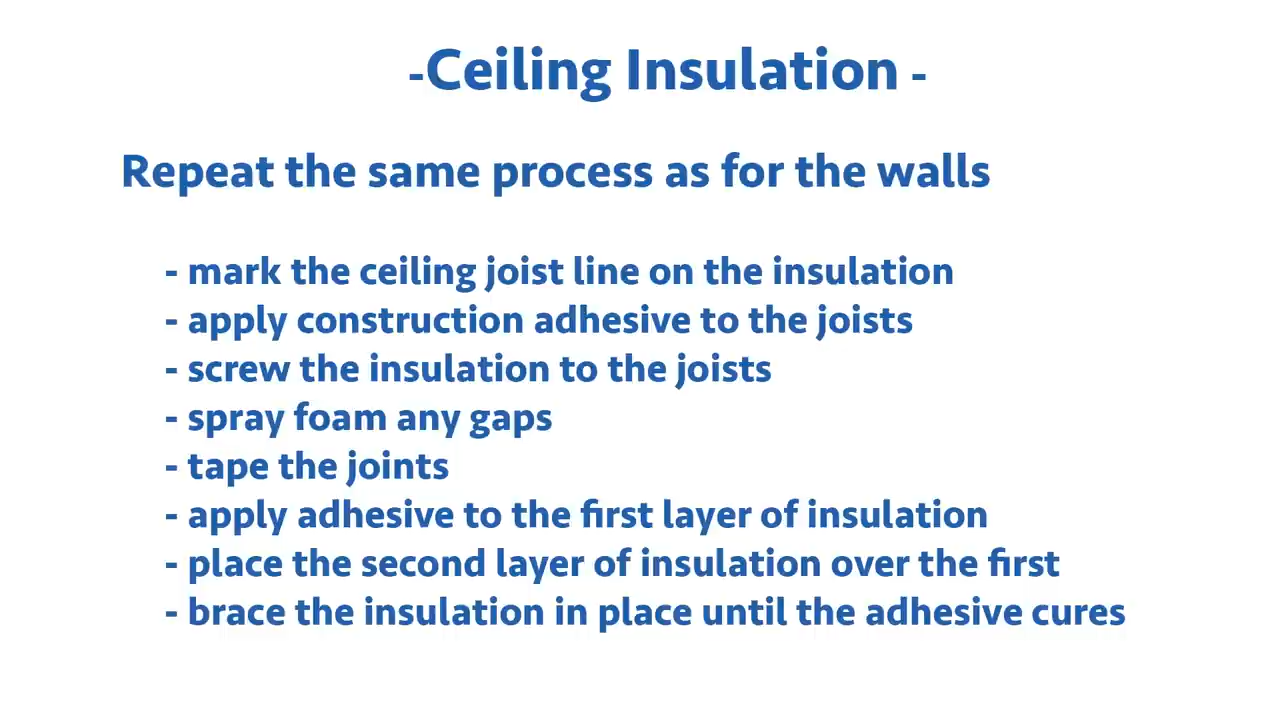 -Ceiling Insulation -
Repeat the same process as for the walls
- mark the ceiling joist line on the insulation
- apply construction adhesive to the joists
- screw the insulation to the joists
- spray foam any gaps
- tape the joints
- apply adhesive to the first layer of insulation
- place the second layer of insulation over the first
- brace the insulation in place until the adhesive cures